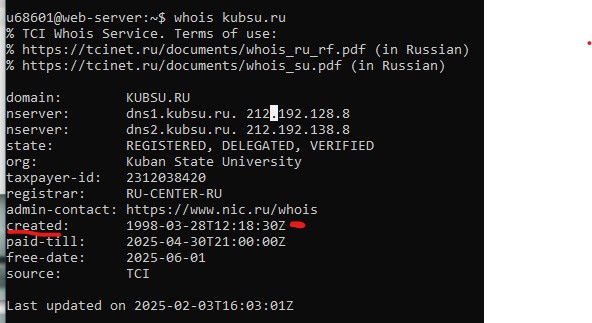 u68601@web-server:~$ whois kubsu.ru
% TCI Whois Service. Terms of use:
% https://tcinet.ru/documents/whois_ru_rf.pdf (in Russian)
% https://tcinet.ru/documents/whois_su.pdf (in Russian)

domain:        KUBSU.RU
nserver:       dns1.kubsu.ru. 212.192.128.8
nserver:       dns2.kubsu.ru. 212.192.138.8
state:         REGISTERED, DELEGATED, VERIFIED
org:           Kuban State University
taxpayer-id:   2312038420
registrar:     RU-CENTER-RU
admin-contact: https://www.nic.ru/whois
created:       1998-03-28T12:18:30Z
paid-till:     2025-04-30T21:00:00Z
free-date:     2025-06-01
source:        TCI

Last updated on 2025-02-03T16:03:01Z